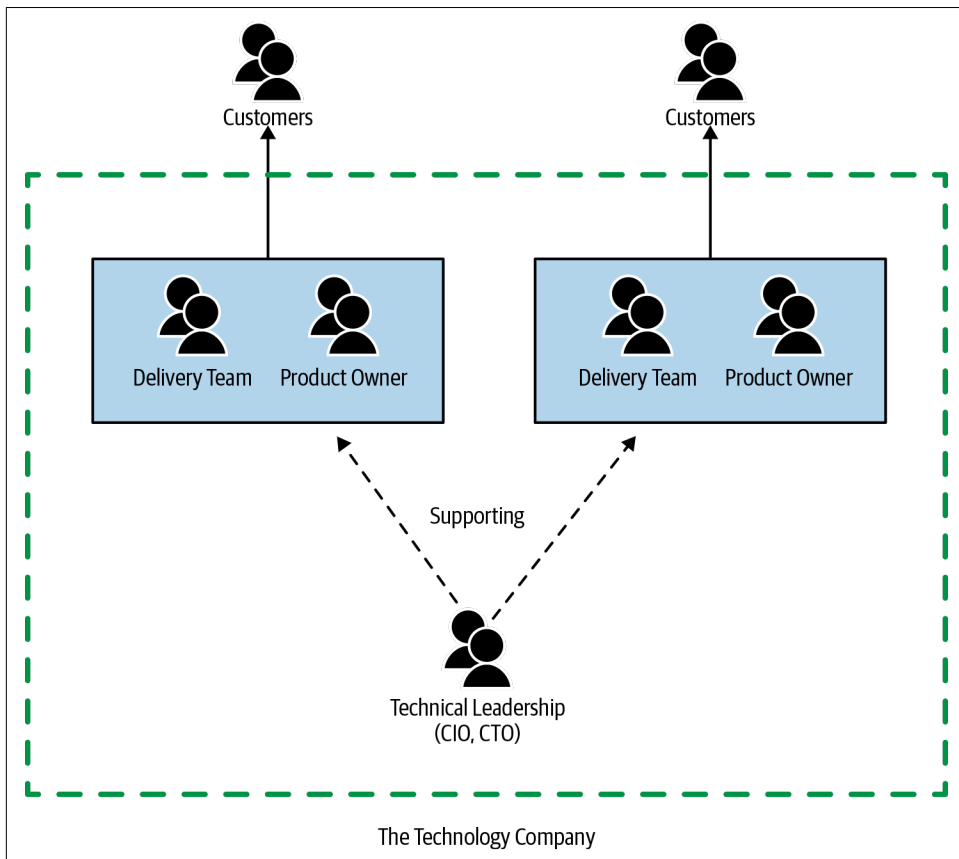 Customers
Customers
Delivery Team
Product Owner
Delivery Team
Product Owner
Supporting
Technical Leadership
(CIO, CTO)
The Technology Company